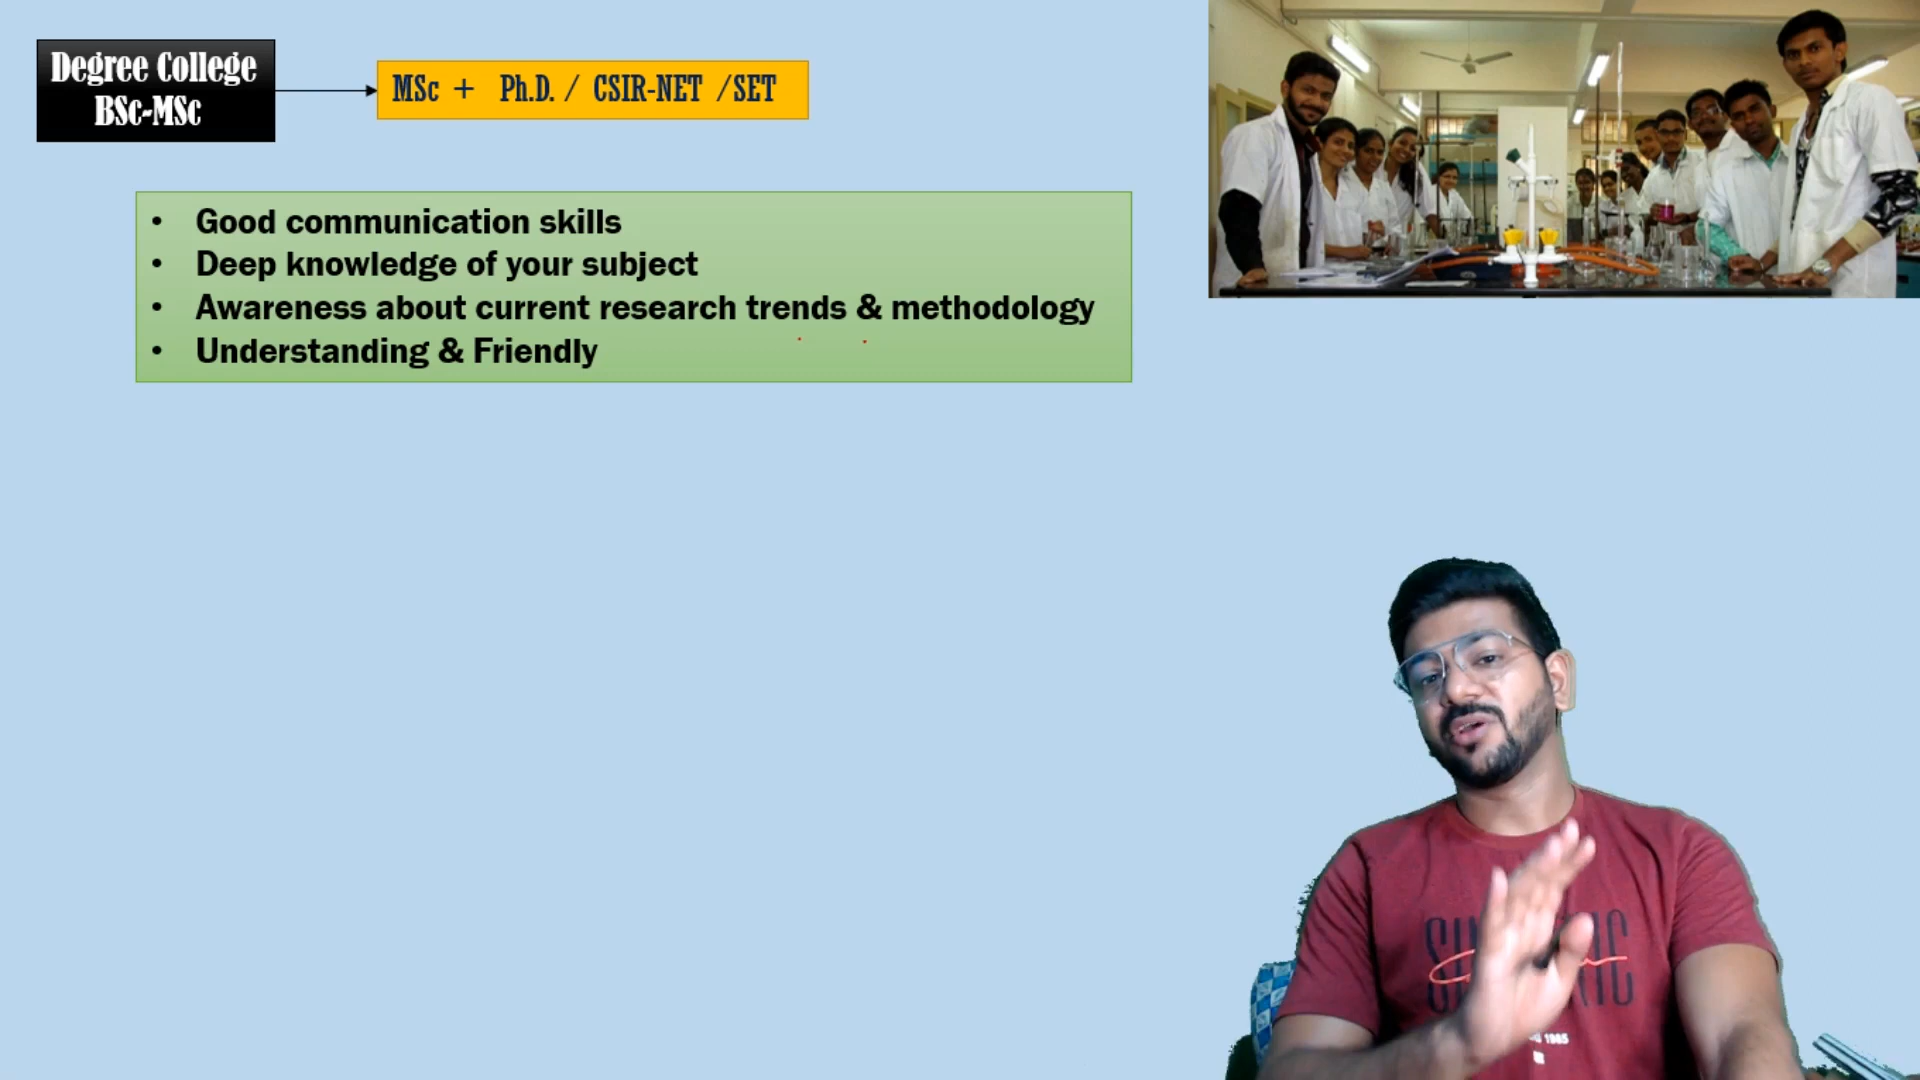 Degree College
BSc-MSc
MSc + Ph.D. / CSIR-NET /SET
• Good communication skills
• Deep knowledge of your subject
• Awareness about current research trends & methodology
• Understanding & Friendly
1985